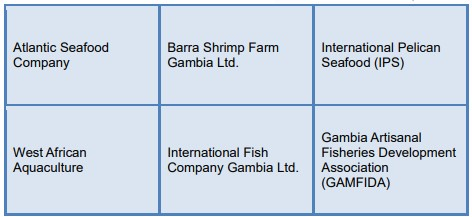 Atlantic Seafood
Company
Barra Shrimp Farm
Gambia Ltd.
International Pelican
Seafood (IPS)
West African
Aquaculture
International Fish
Company Gambia Ltd.
Gambia Artisanal
Fisheries Development
Association
(GAMFIDA)